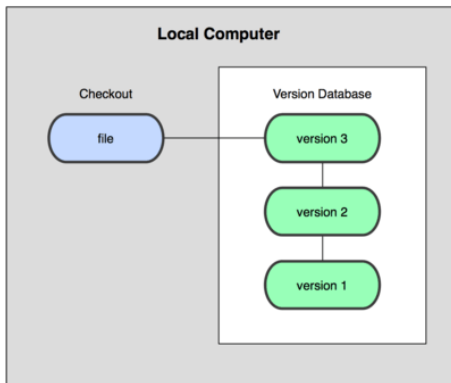 Local Computer
Checkout
Version Database
file
version 3
version 2
version 1